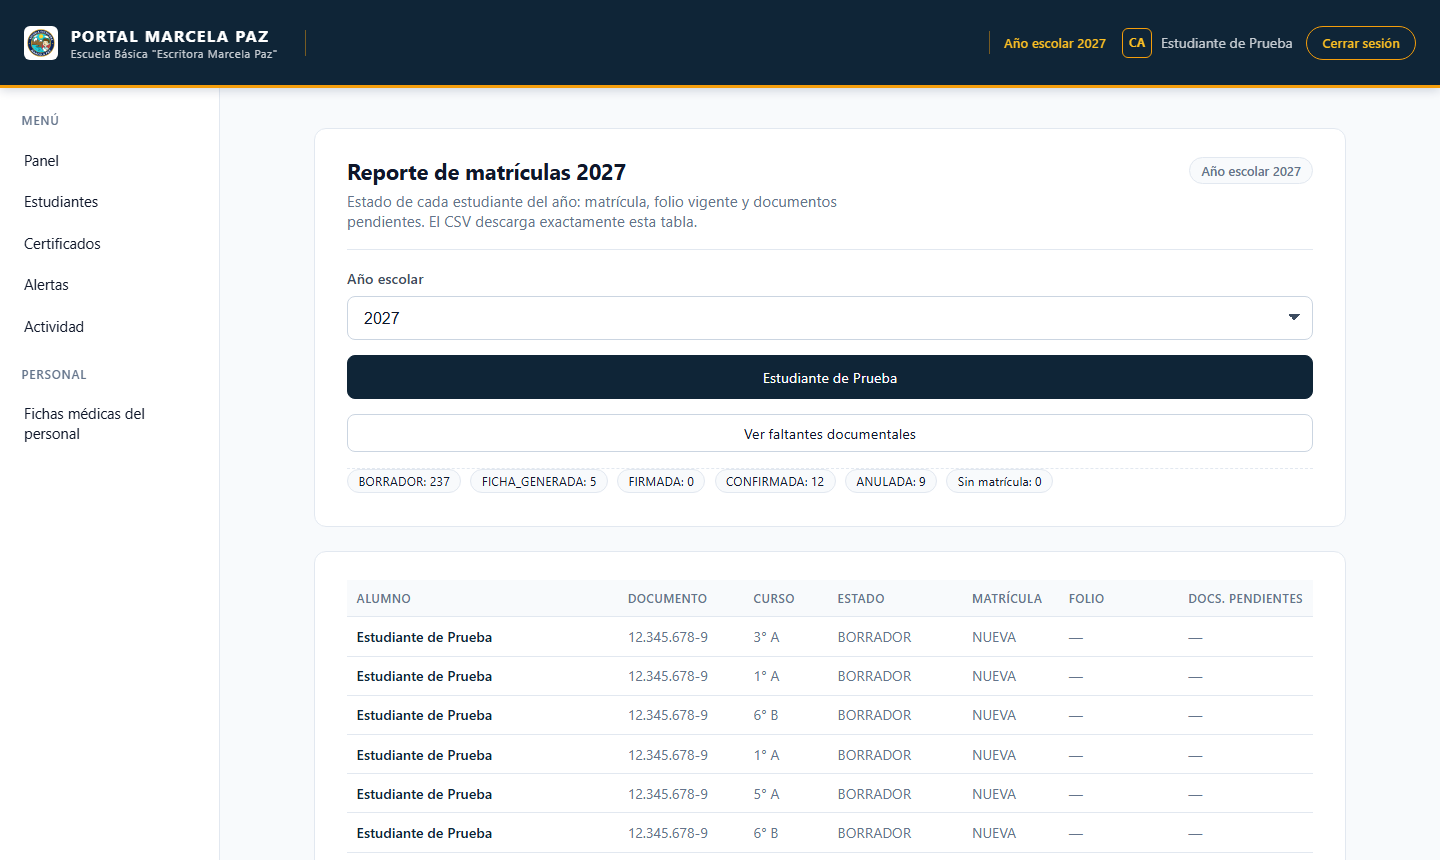 PORTAL MARCELA PAZ
Escuela Básica "Escritora Marcela Paz"
Año escolar 2027
CA
Estudiante de Prueba
Cerrar sesión
MENÚ
Panel
Estudiantes
Certificados
Alertas
Actividad
PERSONAL
Fichas médicas del
personal
Reporte de matrículas 2027
Año escolar 2027
Estado de cada estudiante del año: matrícula, folio vigente y documentos
pendientes. El CSV descarga exactamente esta tabla.
Año escolar
2027
Estudiante de Prueba
Ver faltantes documentales
BORRADOR: 237 FICHA_GENERADA: 5 FIRMADA: 0 CONFIRMADA: 12 ANULADA: 9 Sin matrícula: 0
ALUMNO DOCUMENTO CURSO ESTADO MATRÍCULA FOLIO DOCS. PENDIENTES
Estudiante de Prueba 12.345.678-9 3° A BORRADOR NUEVA — —
Estudiante de Prueba 12.345.678-9 1° A BORRADOR NUEVA — —
Estudiante de Prueba 12.345.678-9 6° B BORRADOR NUEVA — —
Estudiante de Prueba 12.345.678-9 1° A BORRADOR NUEVA — —
Estudiante de Prueba 12.345.678-9 5° A BORRADOR NUEVA — —
Estudiante de Prueba 12.345.678-9 6° B BORRADOR NUEVA — —